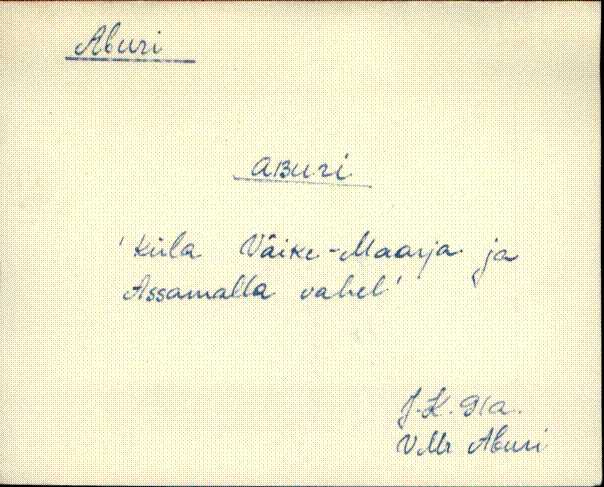 Aburi
aBuri
'küla Väike-Maarja ja
Assamalla vahel'
J.K. 91a.
VMr Aburi